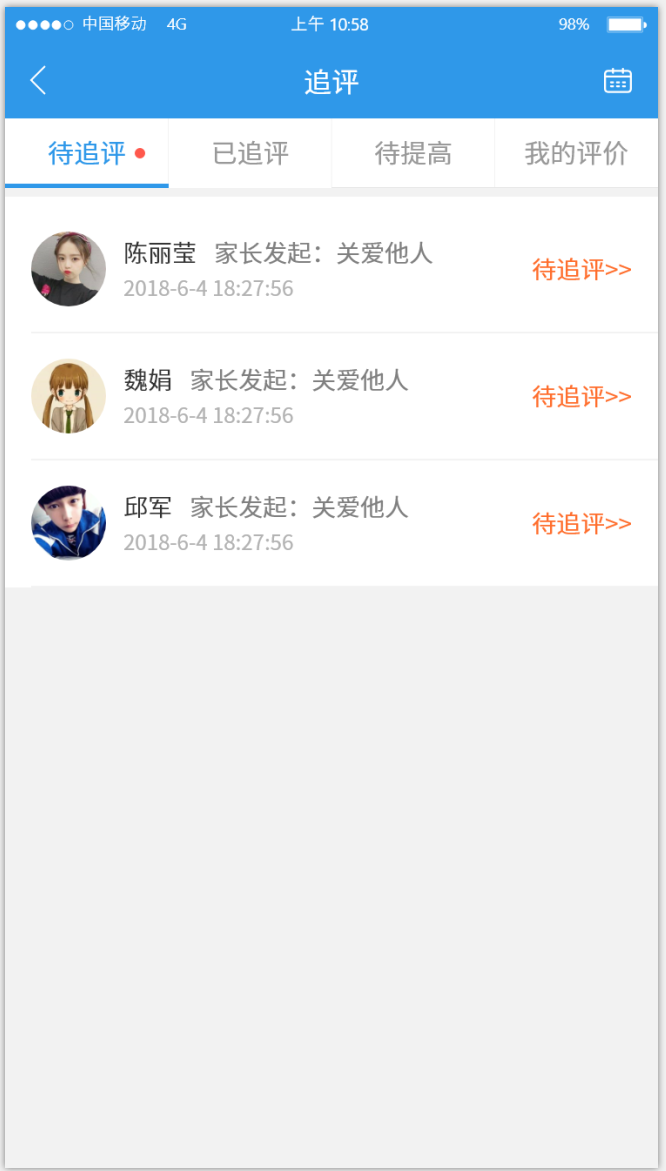 中国移动 4G 上午 10:58 98%
追评
待追评 已追评 待提高 我的评价
陈丽莹 家长发起：关爱他人
2018-6-4 18:27:56
待追评>>
魏娟 家长发起：关爱他人
2018-6-4 18:27:56
待追评>>
邱军 家长发起：关爱他人
2018-6-4 18:27:56
待追评>>